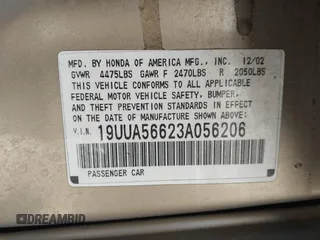 MFD. BY HONDA OF AMERICA MFG., INC. 12/02
GVWR 4475LBS GAWR F 2470LBS R 2050LBS
THIS VEHICLE CONFORMS TO ALL APPLICABLE
FEDERAL MOTOR VEHICLE SAFETY, BUMPER,
AND THEFT PREVENTION STANDARDS IN EFFECT
ON THE DATE OF MANUFACTURE SHOWN ABOVE.
V.I.N. 19UUA56623A056206
PASSENGER CAR
DREAMBID